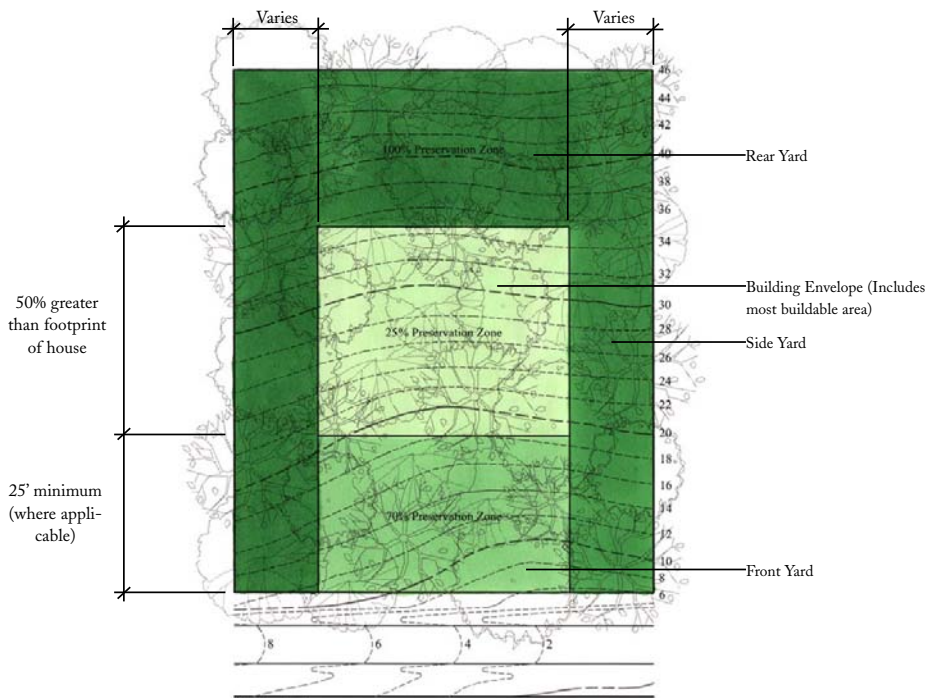 Varies
Varies
46
44
42
100% Preservation Zone
40
Rear Yard
38
36
34
32
50% greater
than footprint
of house
Building Envelope (Includes
most buildable area)
30
28
25% Preservation Zone
Side Yard
26
24
22
20
18
16
25' minimum
(where appli-
cable)
14
70% Preservation Zone
12
10
Front Yard
8
6
8
6
4
2